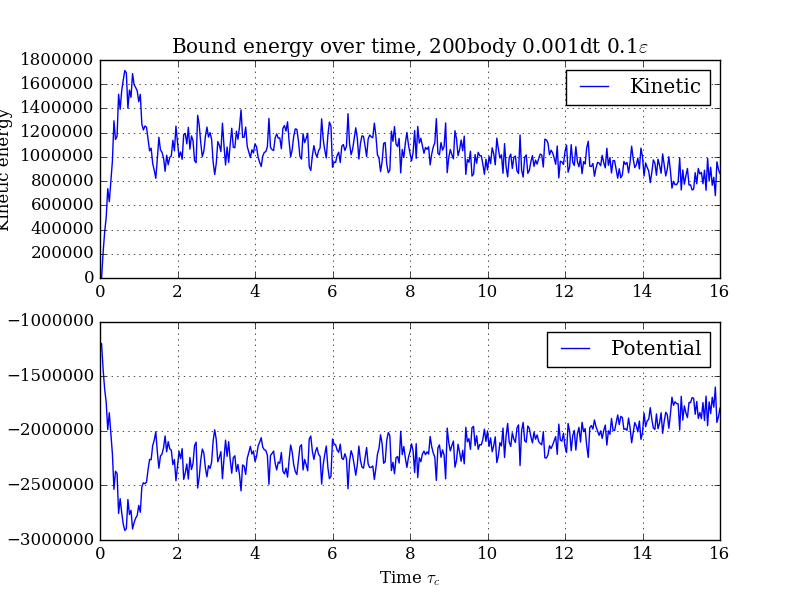 Bound energy over time, 200body 0.001dt 0.1ε
Kinetic energy
1800000
1600000
1400000
1200000
1000000
800000
600000
400000
200000
0
Kinetic
0 2 4 6 8 10 12 14 16
−1000000
−1500000
−2000000
−2500000
−3000000
Potential
0 2 4 6 8 10 12 14 16
Time τc